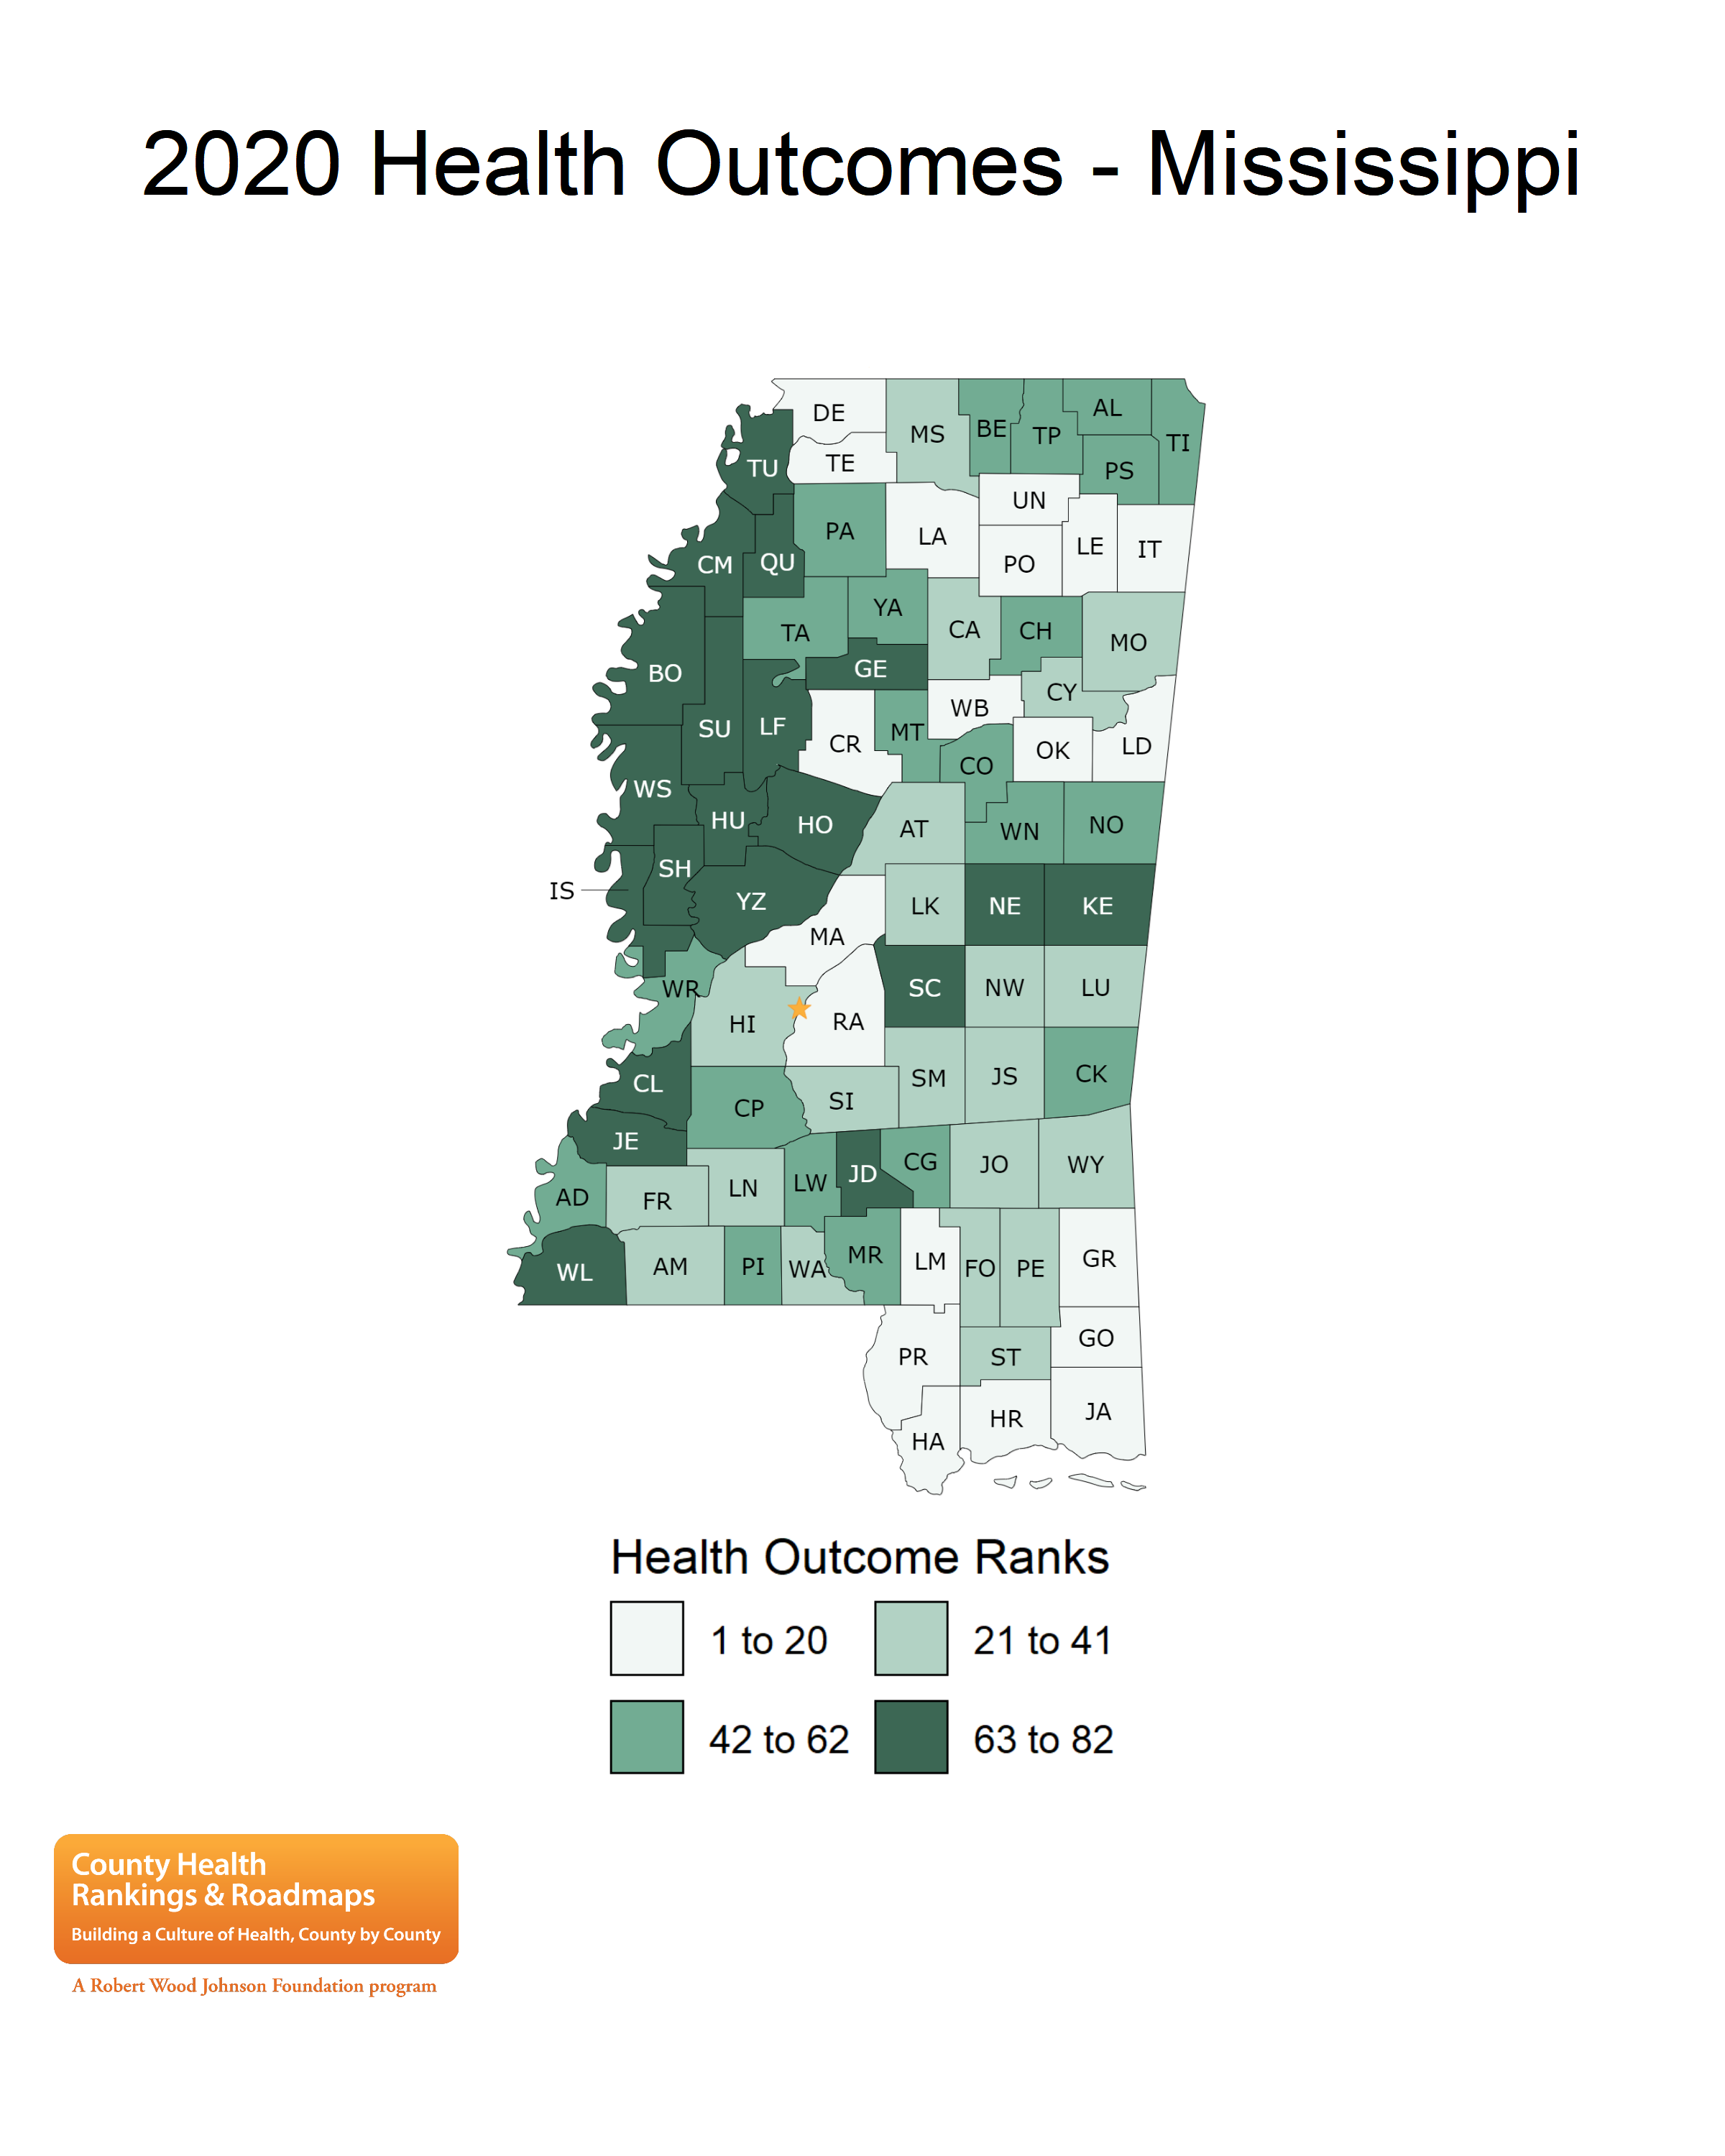 2020 Health Outcomes - Mississippi
DE
MS
BE
TP
AL
TI
TU
TE
PS
UN
PA
LA
LE
IT
CM
QU
PO
YA
TA
CA
CH
MO
BO
GE
CY
WB
SU
LF
MT
CR
OK
LD
CO
WS
HU
HO
AT
WN
NO
SH
IS
YZ
LK
NE
KE
MA
WR
SC
NW
LU
HI
RA
CL
SM
JS
CK
CP
SI
JE
JD
CG
JO
WY
AD
FR
LN
LW
WL
AM
PI
WA
MR
LM
FO
PE
GR
PR
ST
GO
HR
JA
HA
Health Outcome Ranks
1 to 20 21 to 41
42 to 62 63 to 82
County Health
Rankings & Roadmaps
Building a Culture of Health, County by County
A Robert Wood Johnson Foundation program